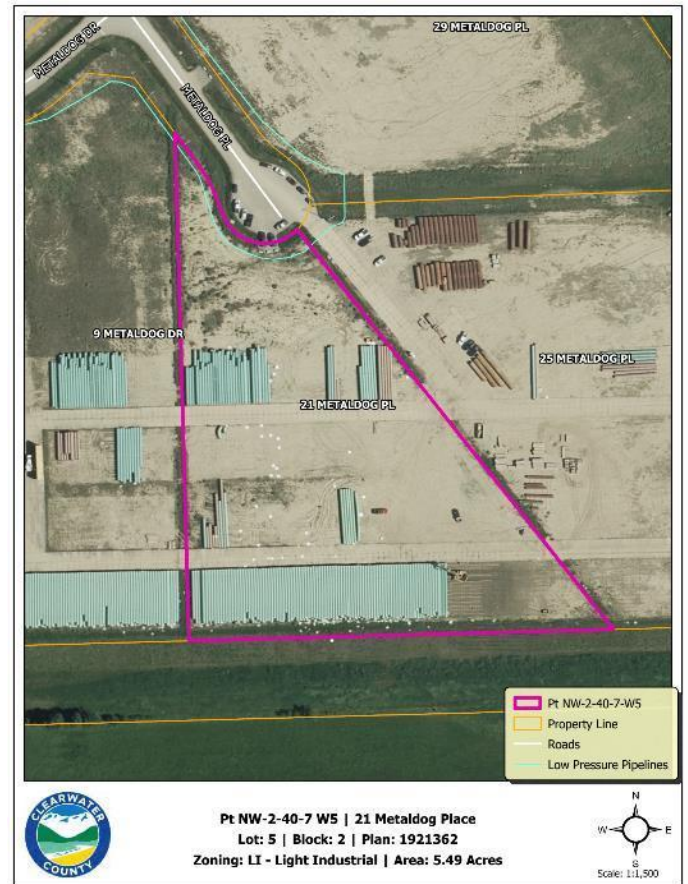 29 METALDOG PL
METALDOG DR
METALDOG PL
9 METALDOG DR
25 METALDOG PL
21 METALDOG PL
Pt NW-2-40-7-W5
Property Line
Roads
Low Pressure Pipelines
CLEARWATER
COUNTY
Pt NW-2-40-7 W5 | 21 Metaldog Place
Lot: 5 | Block: 2 | Plan: 1921362
Zoning: LI - Light Industrial | Area: 5.49 Acres
N
W E
S
Scale: 1:1,500